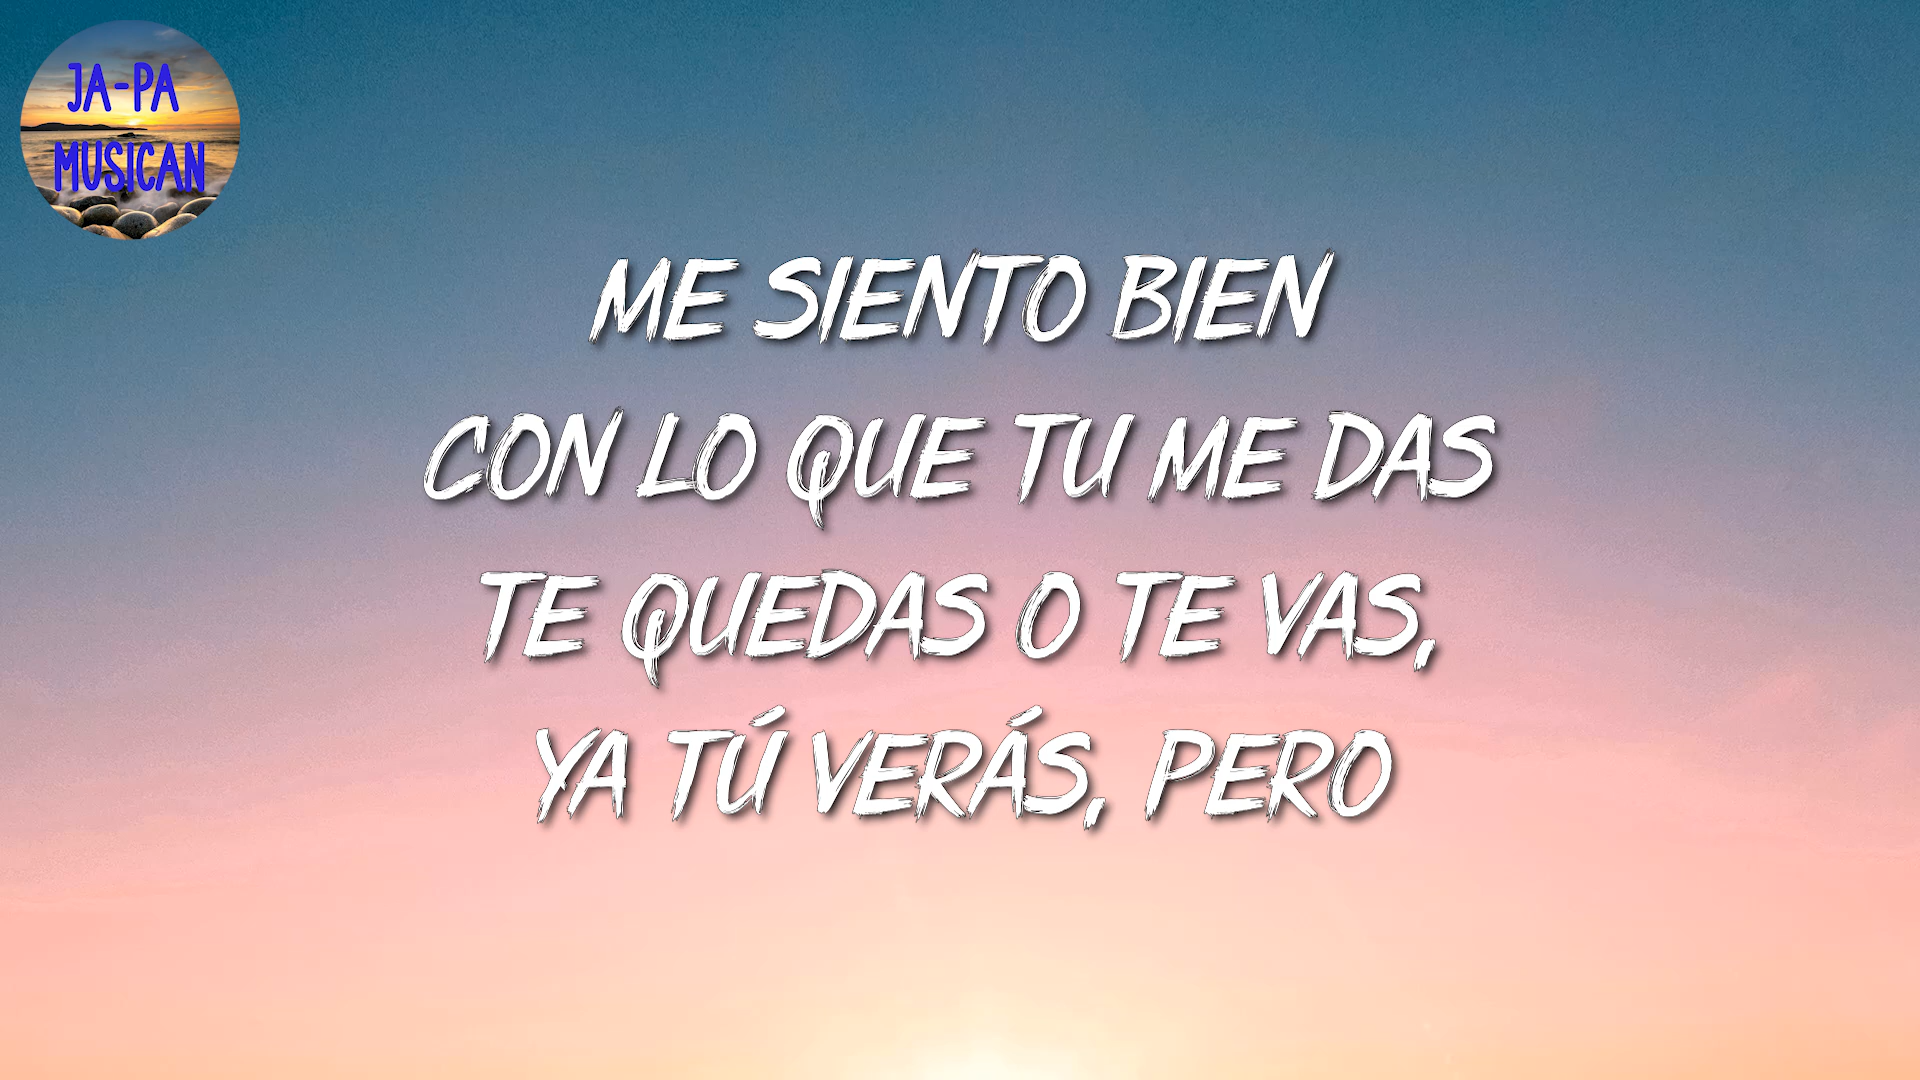 JA-PA
MUSICAN
ME SIENTO BIEN
CON LO QUE TU ME DAS
TE QUEDAS O TE VAS,
YA TÚ VERÁS, PERO